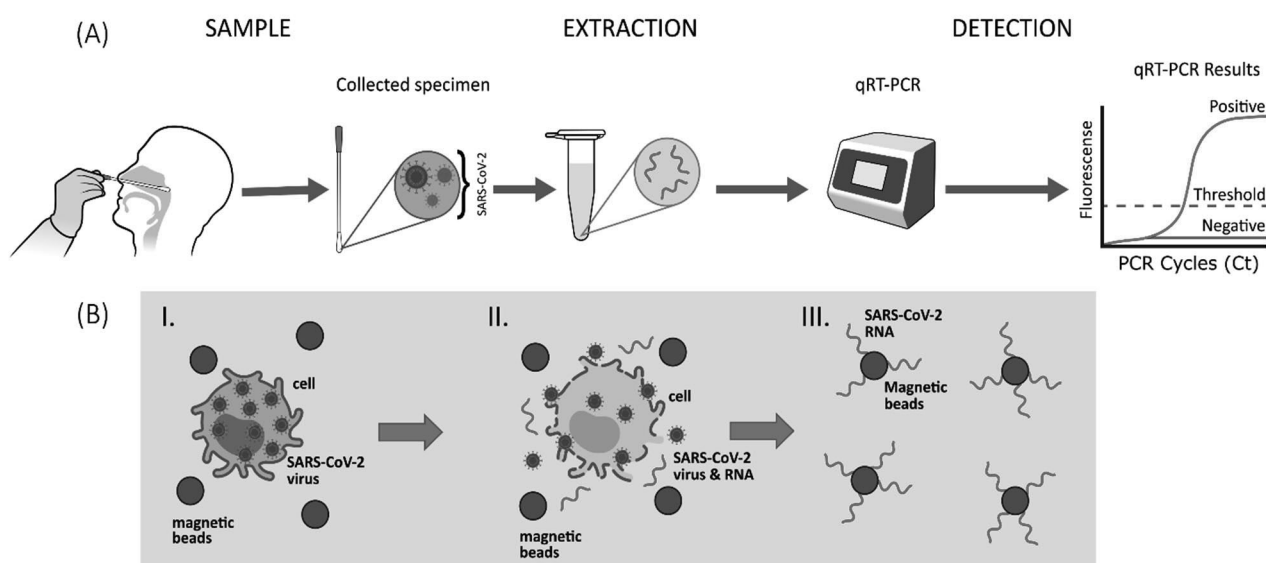 (A)
SAMPLE
EXTRACTION
DETECTION
Collected specimen
SARS-CoV-2
qRT-PCR
qRT-PCR Results
Positive
Threshold
Negative
Fluorescense
PCR Cycles (Ct)
(B)
I.
cell
SARS-CoV-2
virus
magnetic
beads
II.
cell
SARS-CoV-2
virus & RNA
magnetic
beads
III.
SARS-CoV-2
RNA
Magnetic
beads